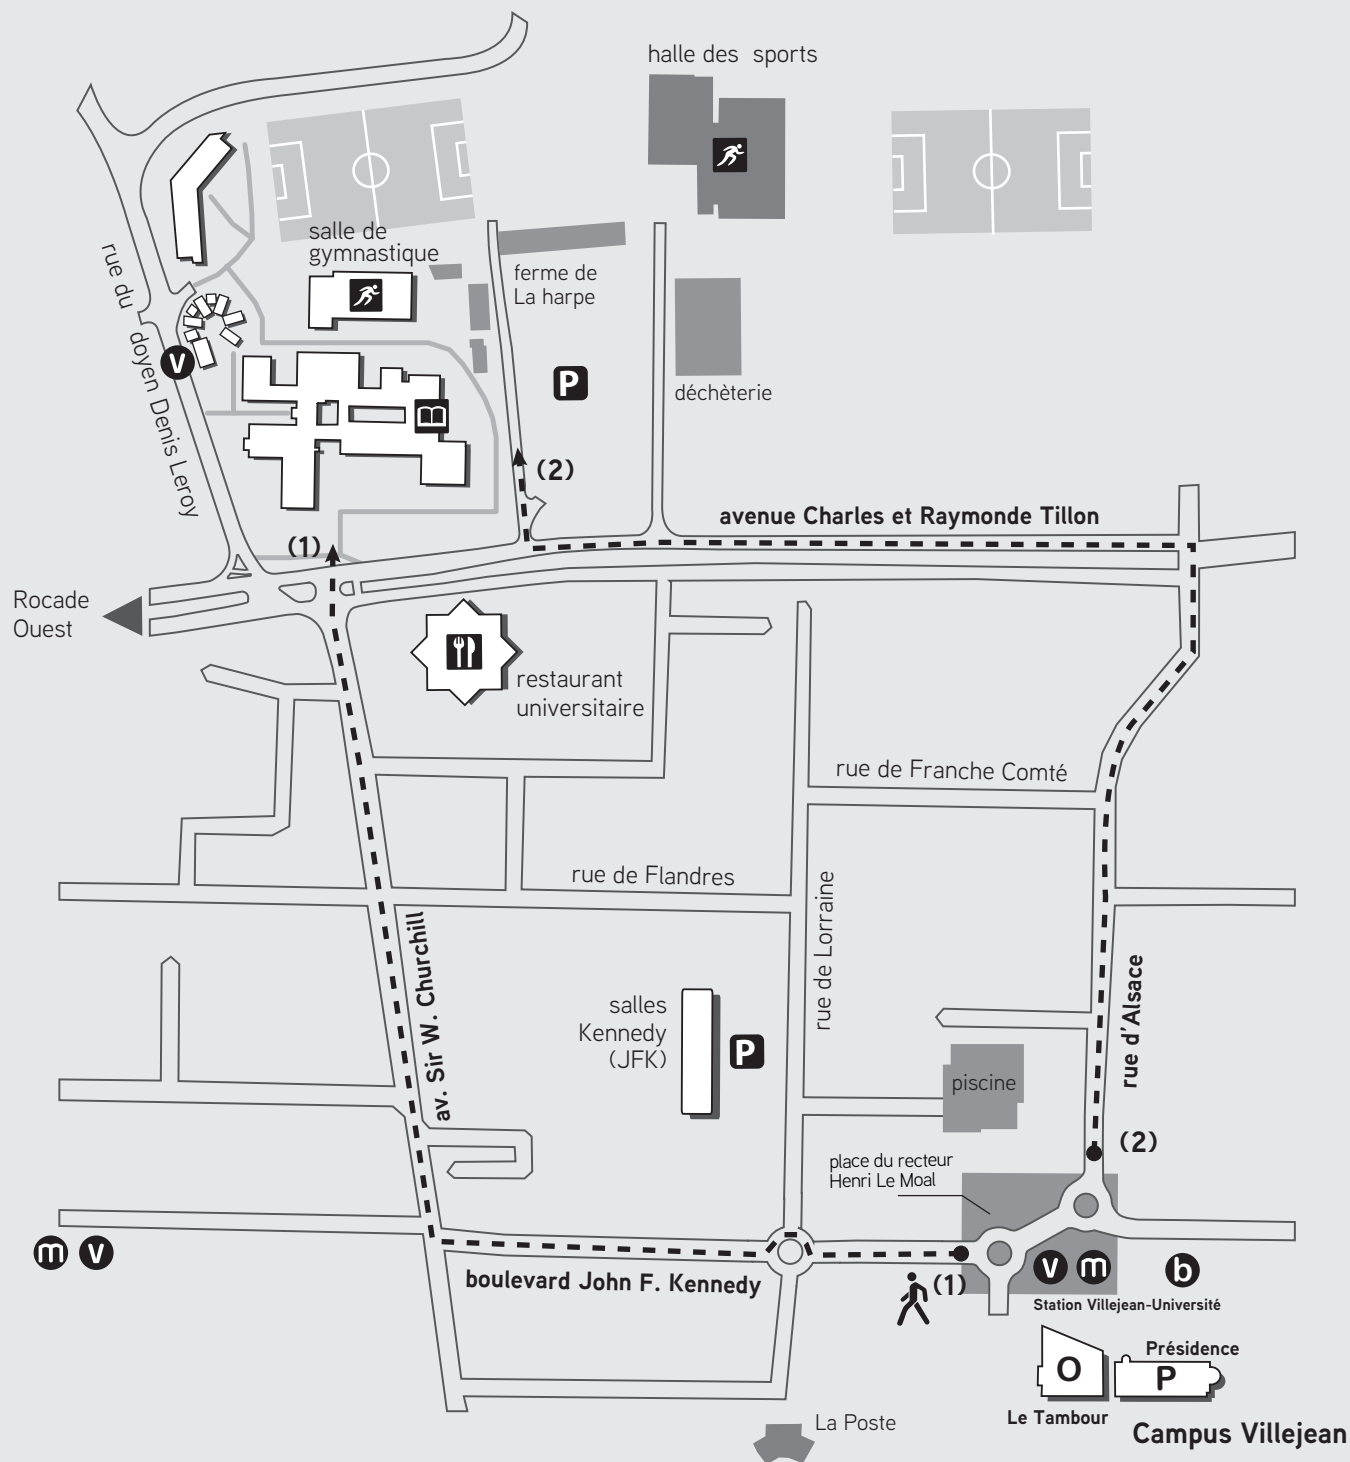 halle des sports
salle de
gymnastique
ferme de
La harpe
rue du doyen Denis Leroy
V
P
déchèterie
(2)
avenue Charles et Raymonde Tillon
(1)
Rocade
Ouest
restaurant
universitaire
rue de Franche Comté
rue de Flandres
rue de Lorraine
av. Sir W. Churchill
salles
Kennedy
(JFK)
P
rue d'Alsace
piscine
(2)
place du recteur
Henri Le Moal
m v
boulevard John F. Kennedy
(1)
v m b
Station Villejean-Université
O
Présidence
P
Le Tambour
La Poste
Campus Villejean